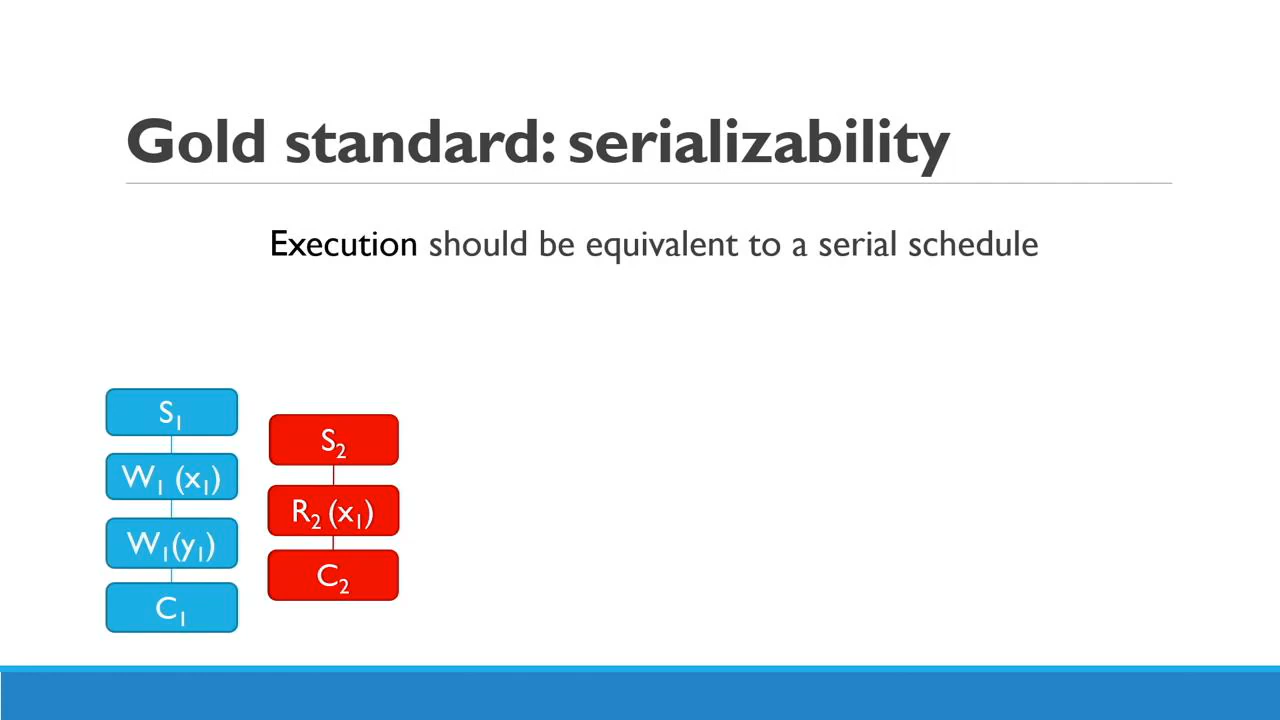 Gold standard: serializability
Execution should be equivalent to a serial schedule
S₁
W₁ (x₁)
W₁(y₁)
C₁
S₂
R₂ (x₁)
C₂